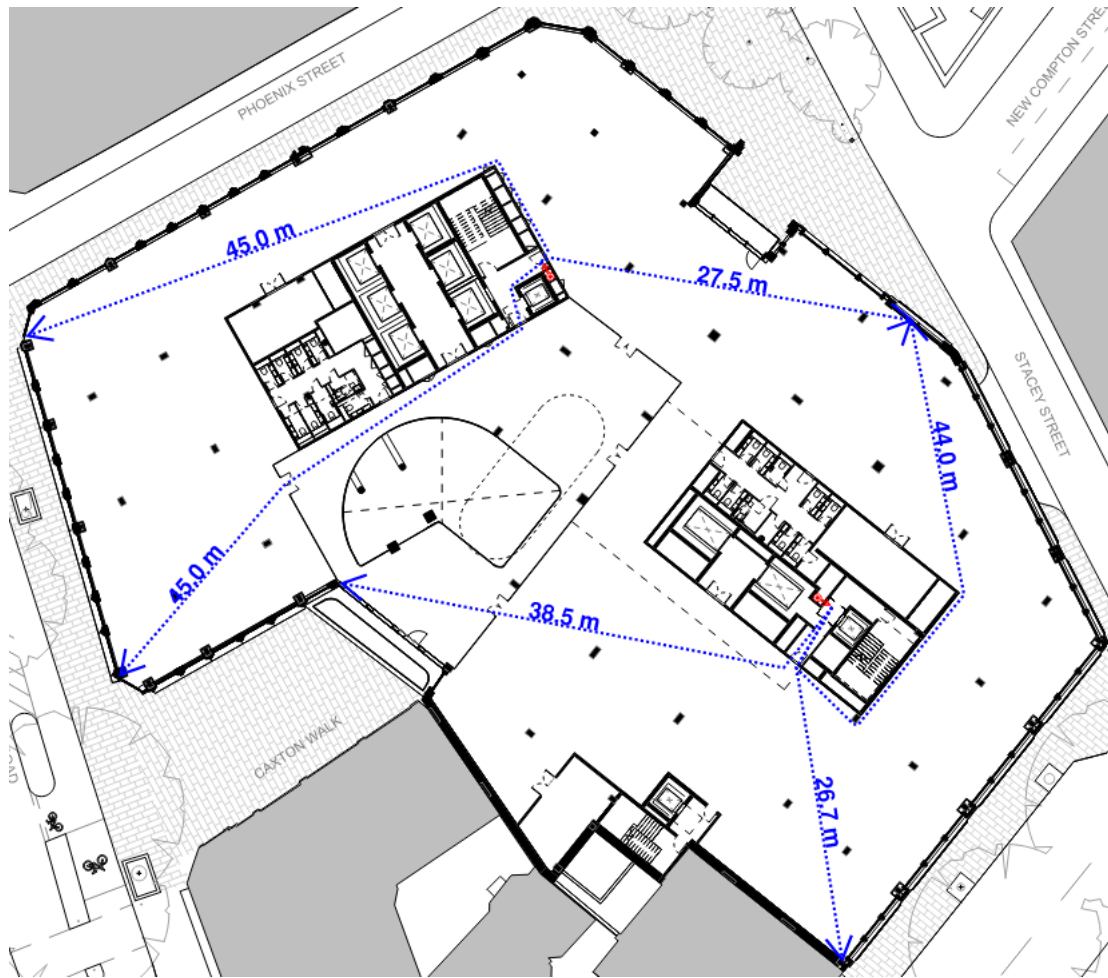 PHOENIX STREET
NEW COMPTON STREET
45.0 m
27.5 m
STACEY STREET
44.0 m
45.0 m
38.5 m
CAXTON WALK
26.7 m